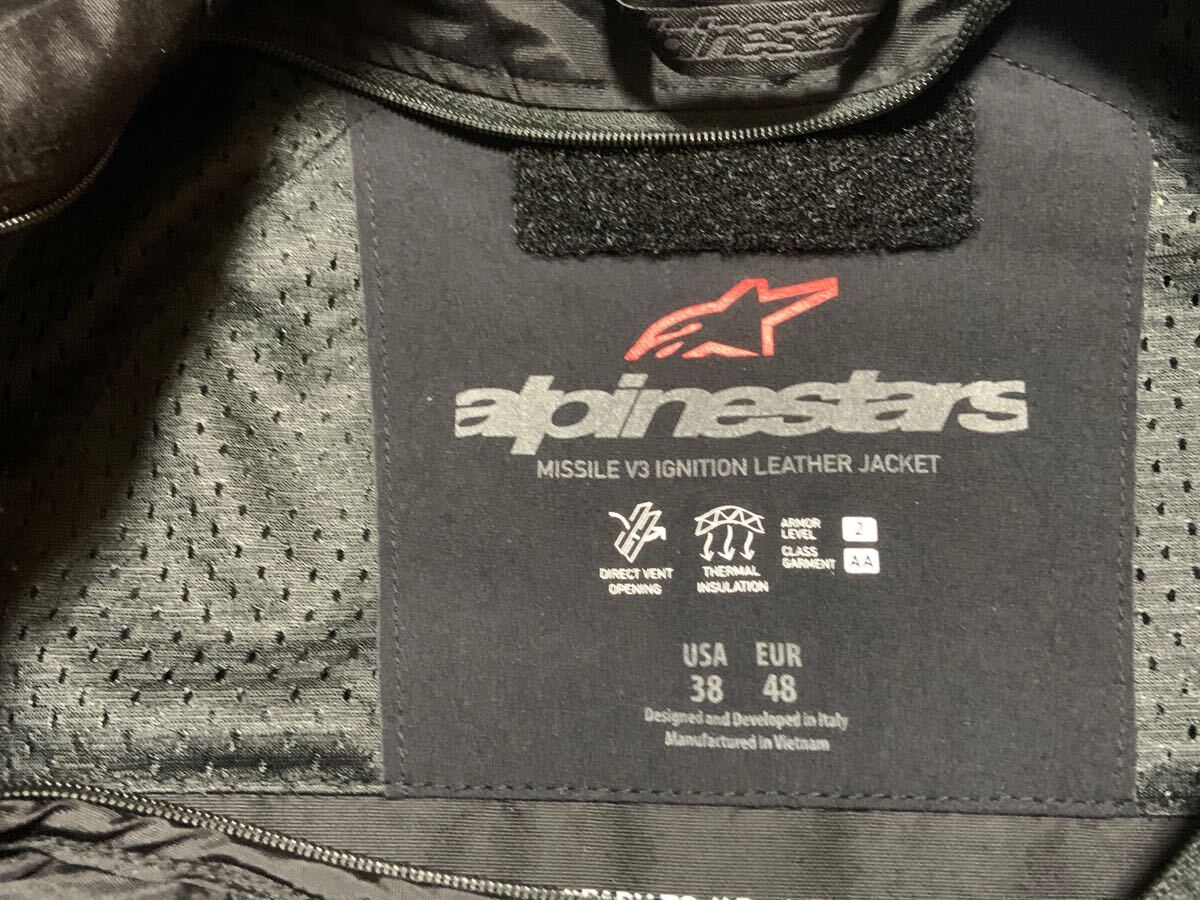 alpinestars
MISSILE V3 IGNITION LEATHER JACKET
DIRECT VENT
OPENING
THERMAL
INSULATION
ARMOR
LEVEL 2
CLASS
GARMENT AA
USA EUR
38 48
Designed and Developed in Italy
Manufactured in Vietnam